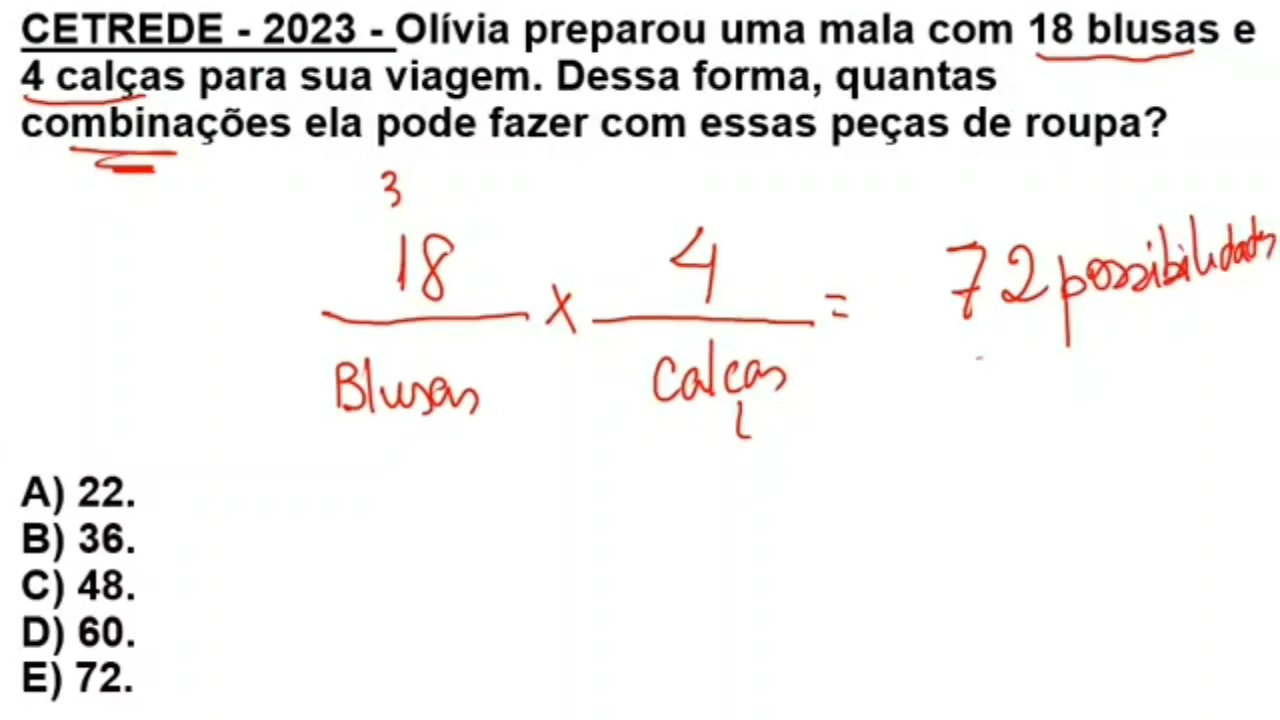 CETREDE - 2023 - Olívia preparou uma mala com 18 blusas e
4 calças para sua viagem. Dessa forma, quantas
combinações ela pode fazer com essas peças de roupa?
3
18 x 4 = 72 possibilidades
Blusas Calças
A) 22.
B) 36.
C) 48.
D) 60.
E) 72.